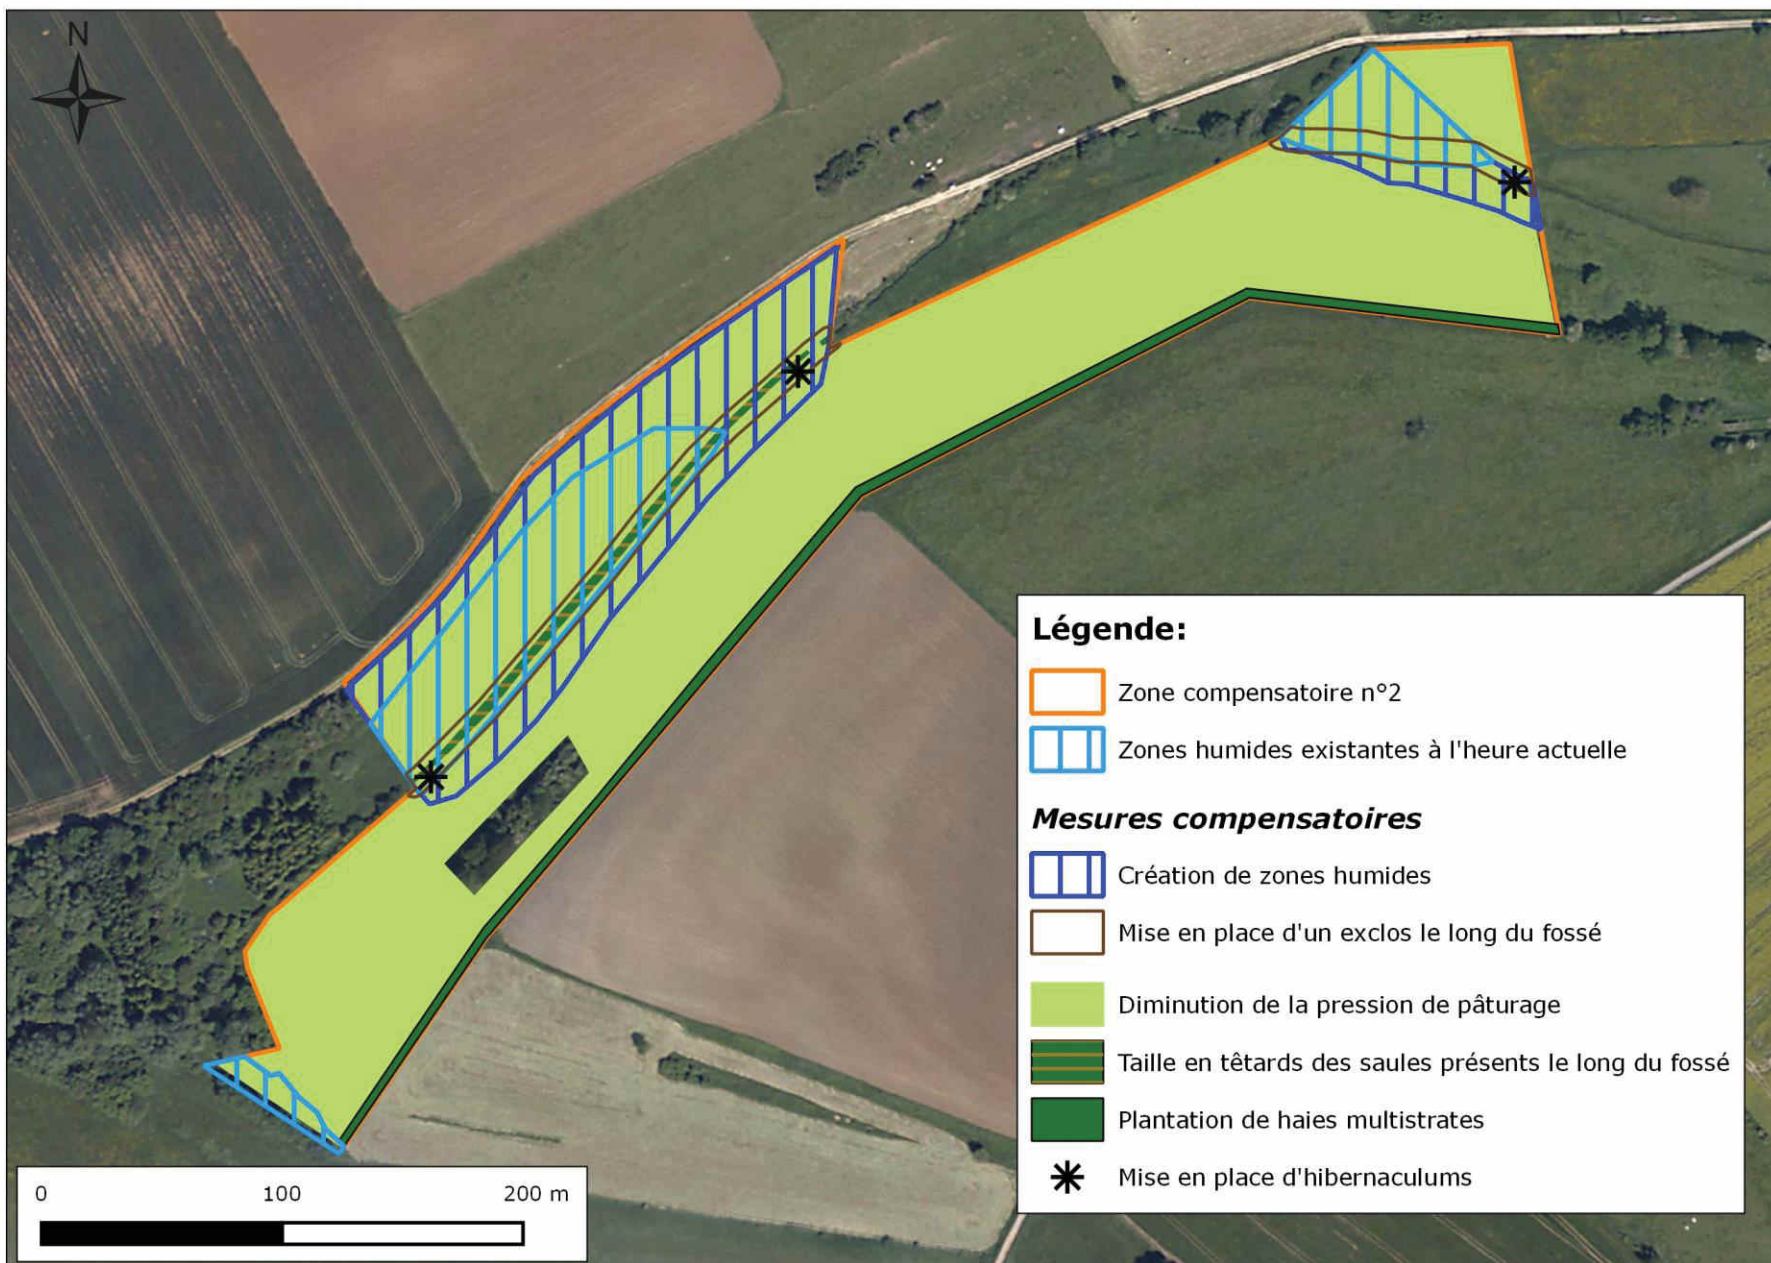 N
Légende:
Zone compensatoire n°2
Zones humides existantes à l'heure actuelle
Mesures compensatoires
Création de zones humides
Mise en place d'un exclos le long du fossé
Diminution de la pression de pâturage
Taille en têtards des saules présents le long du fossé
Plantation de haies multistrates
Mise en place d'hibernaculums
0 100 200 m